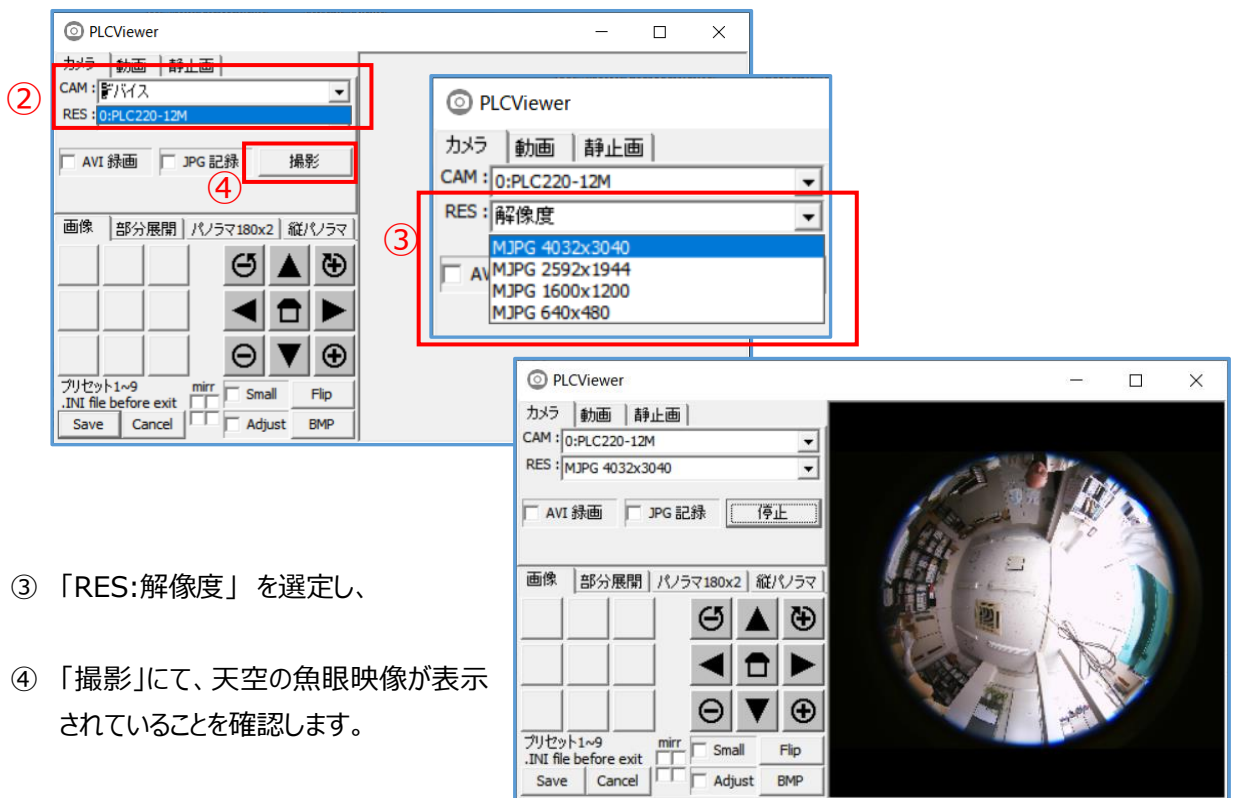 PLCViewer
カメラ 動画 静止画
②
CAM : デバイス
RES : 0:PLC220-12M
AVI 録画 JPG 記録 撮影
④
画像 部分展開 パノラマ180x2 縦パノラマ
プリセット1~9 mirr Small Flip
.INI file before exit
Save Cancel Adjust BMP
PLCViewer
カメラ 動画 静止画
CAM : 0:PLC220-12M
③
RES : 解像度
MJPG 4032x3040
AV MJPG 2592x1944
MJPG 1600x1200
MJPG 640x480
PLCViewer
カメラ 動画 静止画
CAM : 0:PLC220-12M
RES : MJPG 4032x3040
AVI 録画 JPG 記録 停止
画像 部分展開 パノラマ180x2 縦パノラマ
プリセット1~9 mirr Small Flip
.INI file before exit
Save Cancel Adjust BMP
③ 「RES:解像度」 を選定し、
④ 「撮影」にて、天空の魚眼映像が表示
されていることを確認します。